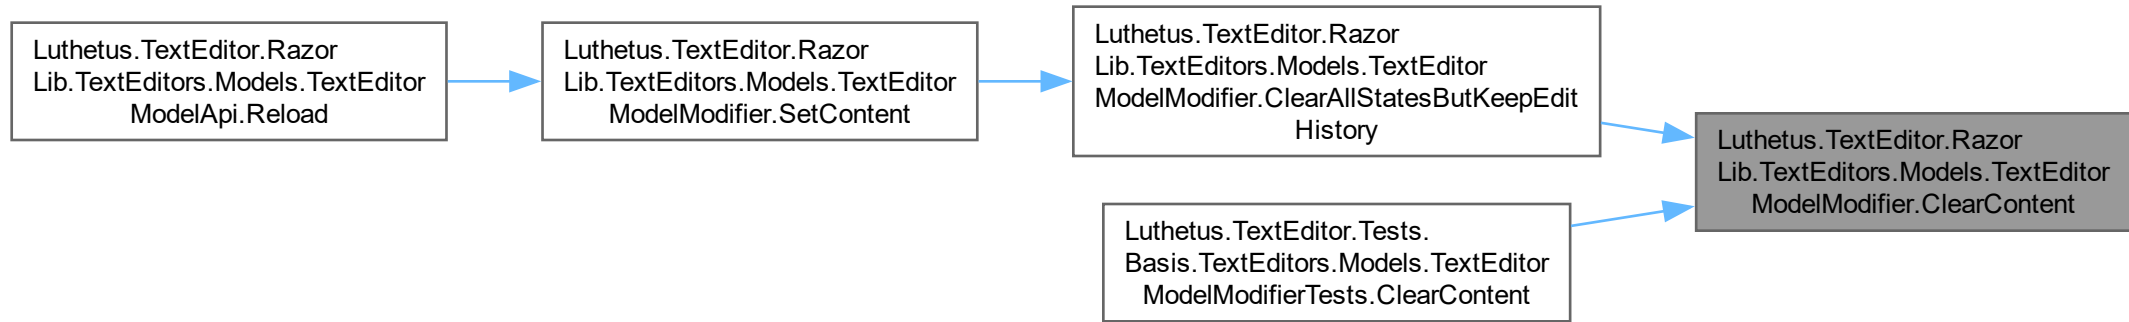 Luthetus.TextEditor.Razor
Lib.TextEditors.Models.TextEditor
ModelApi.Reload
Luthetus.TextEditor.Razor
Lib.TextEditors.Models.TextEditor
ModelModifier.SetContent
Luthetus.TextEditor.Razor
Lib.TextEditors.Models.TextEditor
ModelModifier.ClearAllStatesButKeepEdit
History
Luthetus.TextEditor.Tests.
Basis.TextEditors.Models.TextEditor
ModelModifierTests.ClearContent
Luthetus.TextEditor.Razor
Lib.TextEditors.Models.TextEditor
ModelModifier.ClearContent